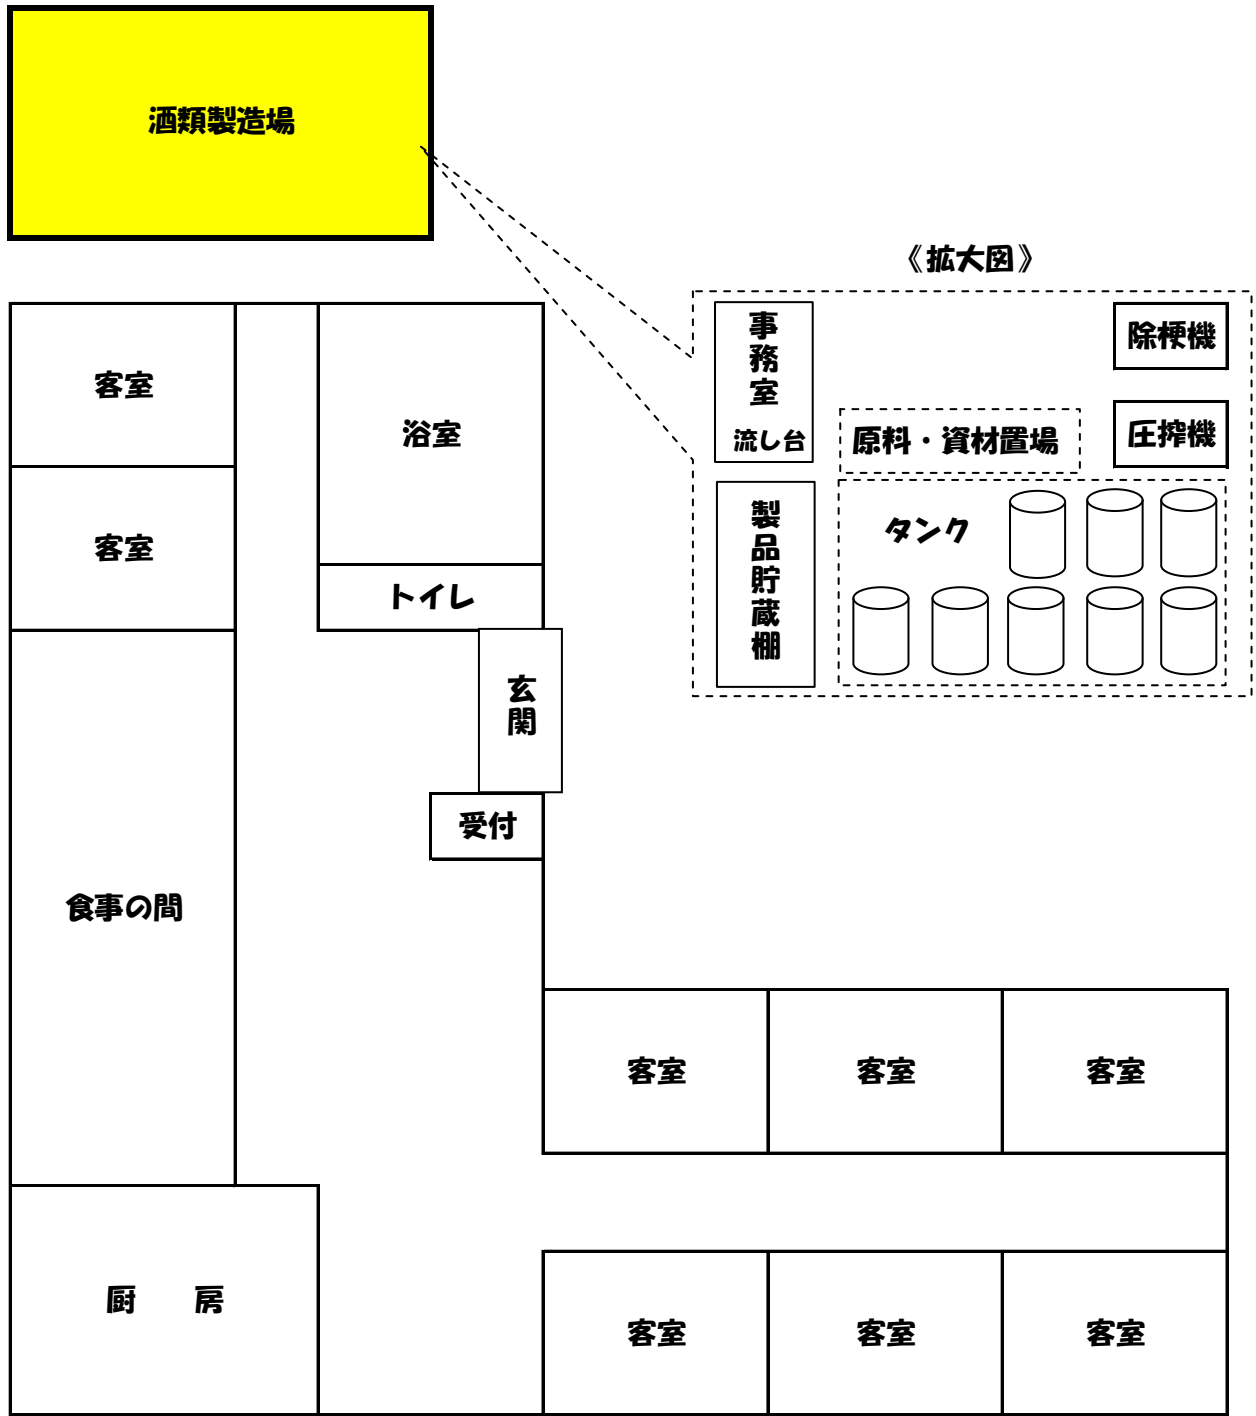 酒類製造場
《拡大図》
事務室
流し台
除梗機
原料・資材置場
圧搾機
製品貯蔵棚
タンク
客室
浴室
客室
トイレ
玄関
受付
食事の間
客室
客室
客室
厨　　房
客室
客室
客室